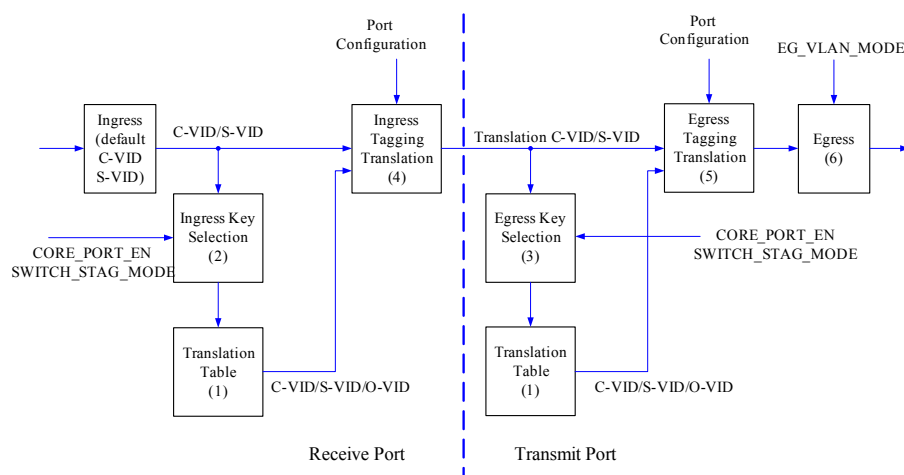 Port
Configuration
Port
Configuration
EG_VLAN_MODE
Ingress
(default
C-VID
S-VID)
C-VID/S-VID
Ingress
Tagging
Translation
(4)
Translation C-VID/S-VID
Egress
Tagging
Translation
(5)
Egress
(6)
Ingress Key
Selection
(2)
CORE_PORT_EN
SWITCH_STAG_MODE
Egress Key
Selection
(3)
CORE_PORT_EN
SWITCH_STAG_MODE
Translation
Table
(1)
C-VID/S-VID/O-VID
Translation
Table
(1)
C-VID/S-VID/O-VID
Receive Port
Transmit Port